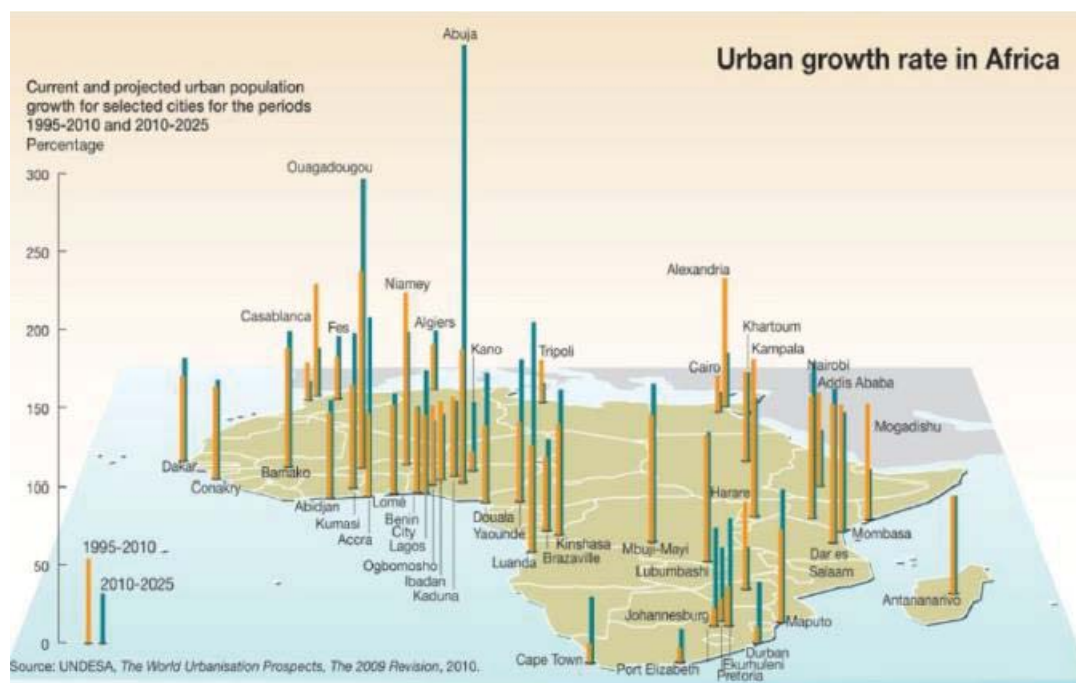 Abuja
Urban growth rate in Africa
Current and projected urban population
growth for selected cities for the periods
1995-2010 and 2010-2025
Percentage
300
250
200
150
100
50
0
Ouagadougou
Niamey
Casablanca
Fes
Algiers
Kano
Tripoli
Alexandria
Khartoum
Cairo
Kampala
Nairobi
Addis Ababa
Mogadishu
Dakar
Conakry
Bamako
Abidjan
Kumasi
Accra
Lomé
Benin
City
Lagos
Ogbomosho
Ibadan
Kaduna
Douala
Yaoundé
Luanda
Kinshasa
Brazaville
Mbuji-Mayi
Lubumbashi
Harare
Mombasa
Dar es
Salaam
Antananarivo
Johannesburg
Maputo
Durban
Ekurhuleni
Pretoria
Port Elizabeth
Cape Town
1995-2010
2010-2025
Source: UNDESA, The World Urbanisation Prospects, The 2009 Revision, 2010.